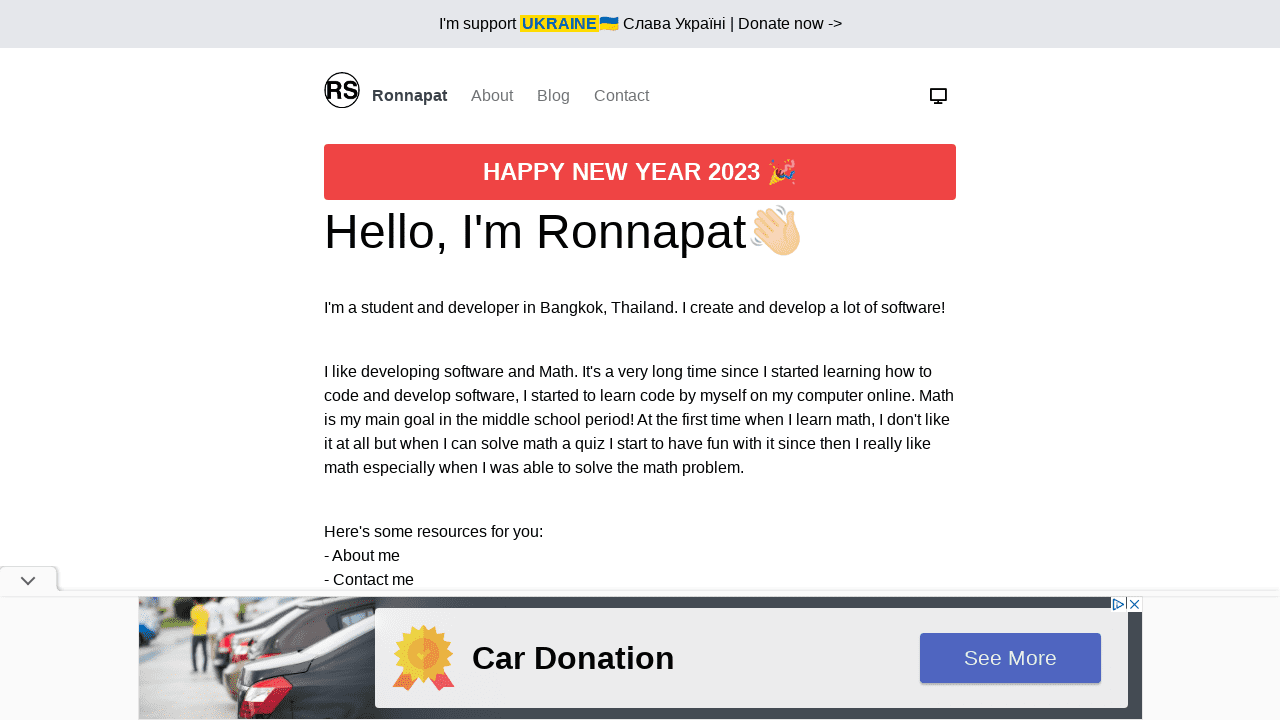 I'm support UKRAINE🇺🇦 Слава Україні | Donate now ->
RS Ronnapat About Blog Contact
HAPPY NEW YEAR 2023 🎉
Hello, I'm Ronnapat👋🏼
I'm a student and developer in Bangkok, Thailand. I create and develop a lot of software!
I like developing software and Math. It's a very long time since I started learning how to
code and develop software, I started to learn code by myself on my computer online. Math
is my main goal in the middle school period! At the first time when I learn math, I don't like
it at all but when I can solve math a quiz I start to have fun with it since then I really like
math especially when I was able to solve the math problem.
Here's some resources for you:
- About me
- Contact me
Car Donation
See More